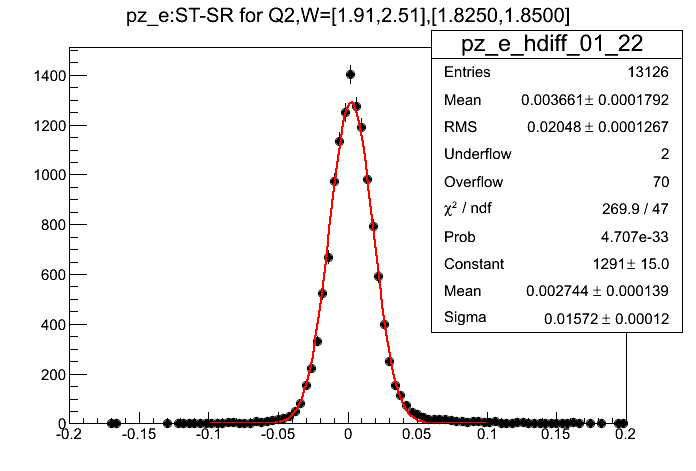 pz_e:ST-SR for Q2,W=[1.91,2.51],[1.8250,1.8500]
pz_e_hdiff_01_22
Entries 13126
Mean 0.003661± 0.0001792
RMS 0.02048 ± 0.0001267
Underflow 2
Overflow 70
χ² / ndf 269.9 / 47
Prob 4.707e-33
Constant 1291± 15.0
Mean 0.002744 ± 0.000139
Sigma 0.01572 ± 0.00012
1400
1200
1000
800
600
400
200
0
-0.2 -0.15 -0.1 -0.05 0 0.05 0.1 0.15 0.2